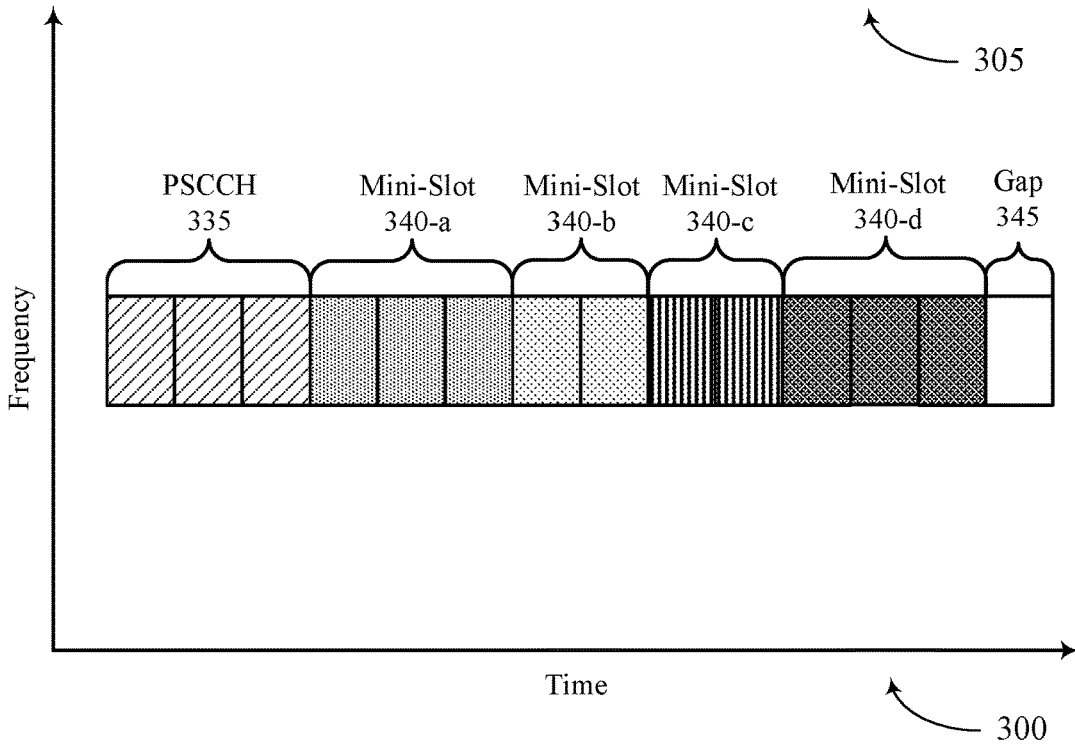 305
PSCCH
335
Mini-Slot
340-a
Mini-Slot
340-b
Mini-Slot
340-c
Mini-Slot
340-d
Gap
345
Frequency
Time
300